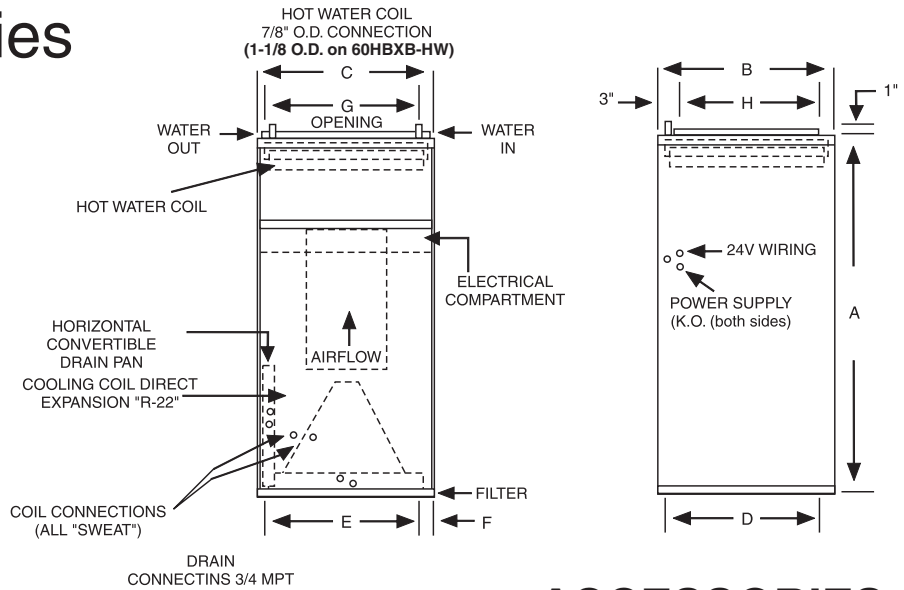 ies
HOT WATER COIL
7/8" O.D. CONNECTION
(1-1/8 O.D. on 60HBXB-HW)
C
G
OPENING
WATER
OUT
WATER
IN
HOT WATER COIL
ELECTRICAL
COMPARTMENT
HORIZONTAL
CONVERTIBLE
DRAIN PAN
AIRFLOW
COOLING COIL DIRECT
EXPANSION "R-22"
COIL CONNECTIONS
(ALL "SWEAT")
FILTER
E
F
DRAIN
CONNECTINS 3/4 MPT
B
3"
H
1"
24V WIRING
POWER SUPPLY
(K.O. (both sides)
A
D
ACCESSORIES